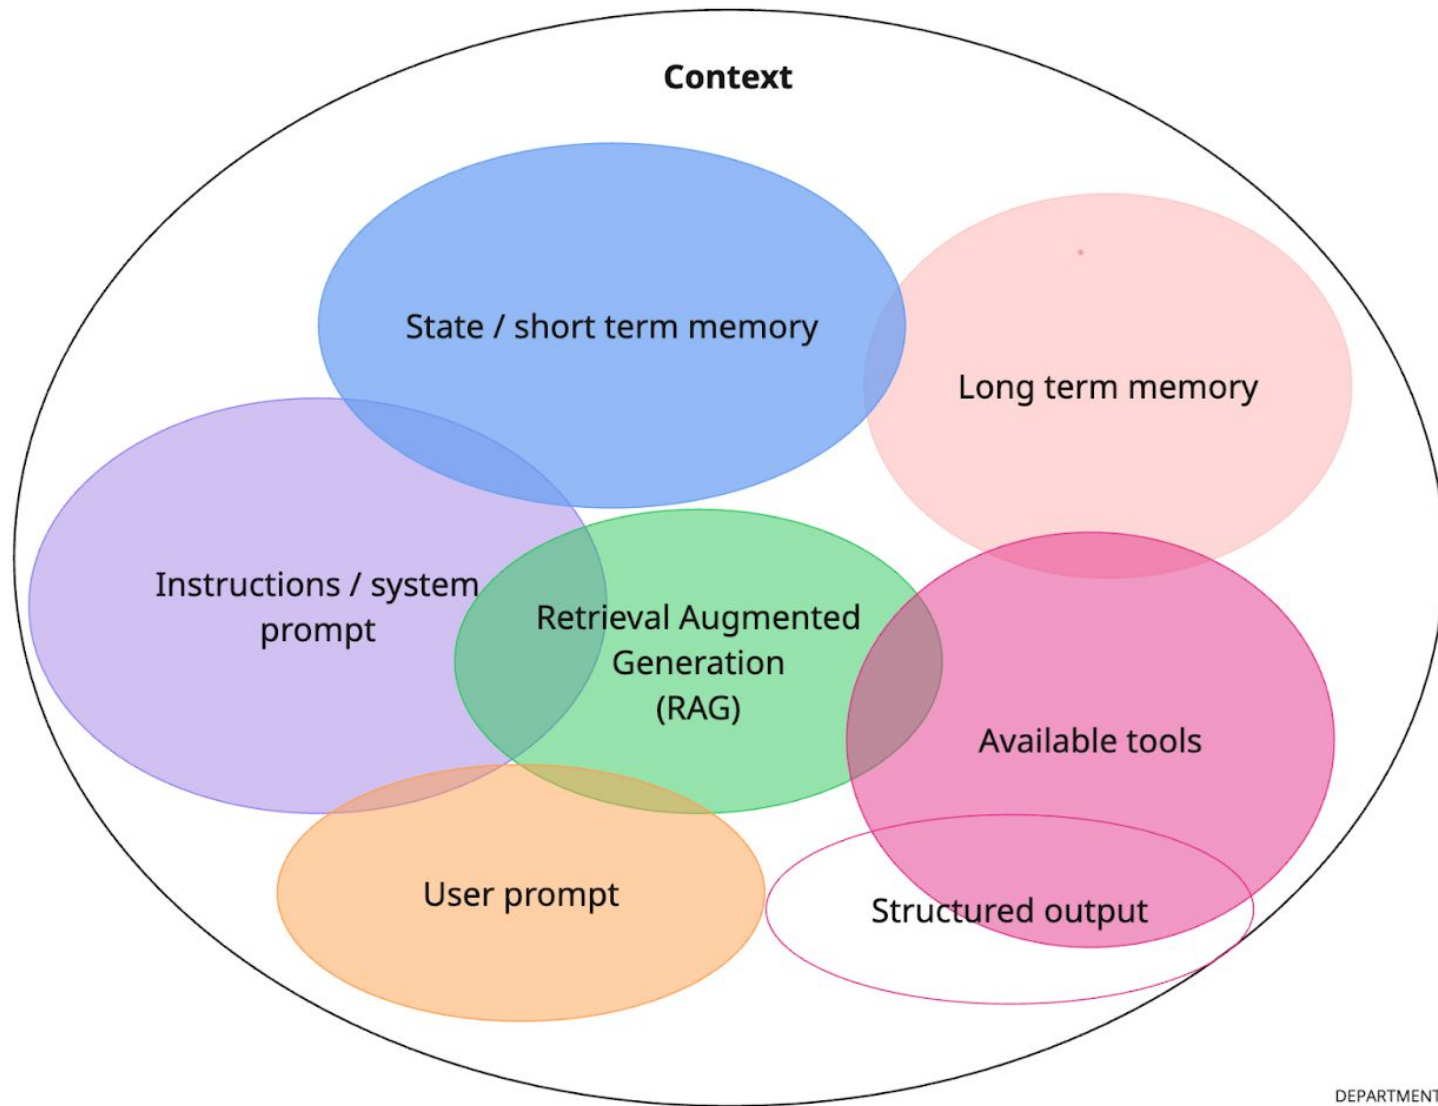 Context
State / short term memory
Long term memory
Instructions / system
prompt
Retrieval Augmented
Generation
(RAG)
Available tools
User prompt
Structured output
DEPARTMENT